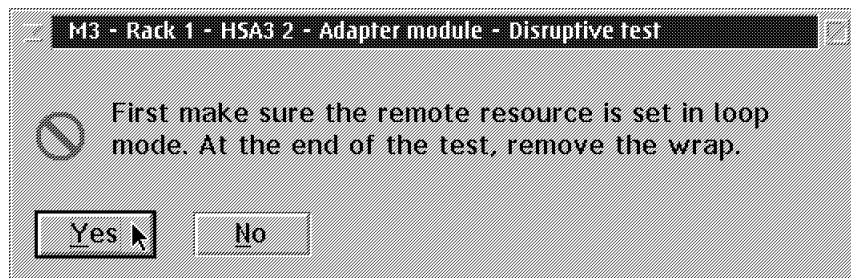 M3 - Rack 1 - HSA3 2 - Adapter module - Disruptive test
First make sure the remote resource is set in loop
mode. At the end of the test, remove the wrap.
Yes No